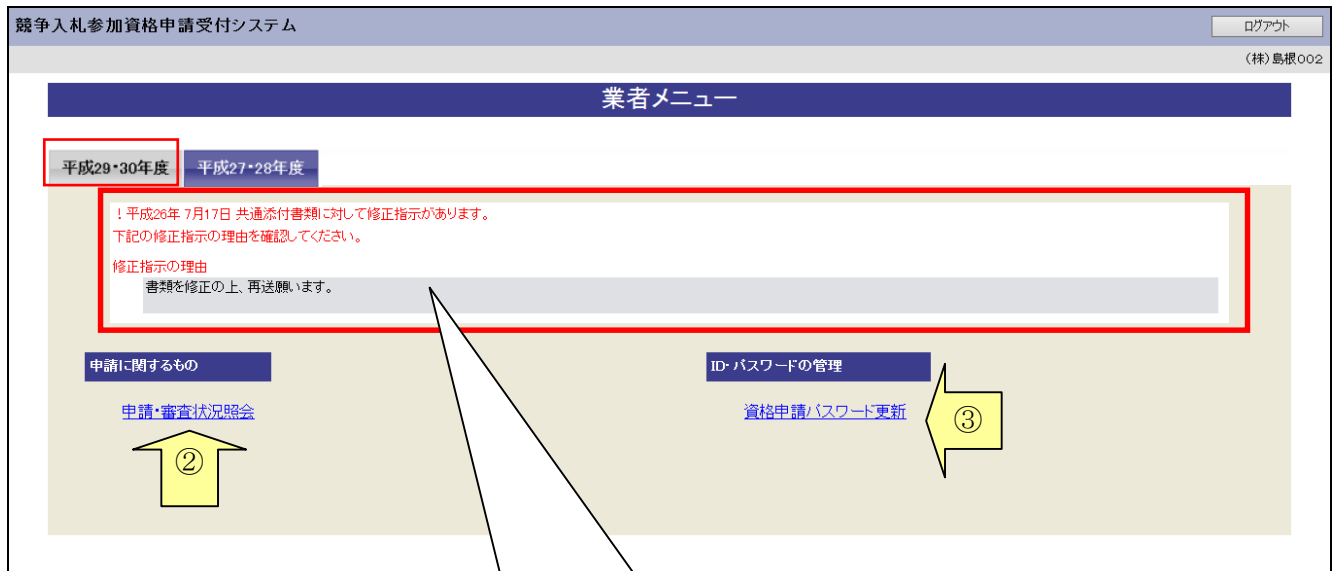 競争入札参加資格申請受付システム
ログアウト
(株)島根002
業者メニュー
平成29・30年度
平成27・28年度
！平成26年 7月17日 共通添付書類に対して修正指示があります。
下記の修正指示の理由を確認してください。
修正指示の理由
書類を修正の上、再送願います。
申請に関するもの
ID・パスワードの管理
申請・審査状況照会
資格申請パスワード更新
②
③